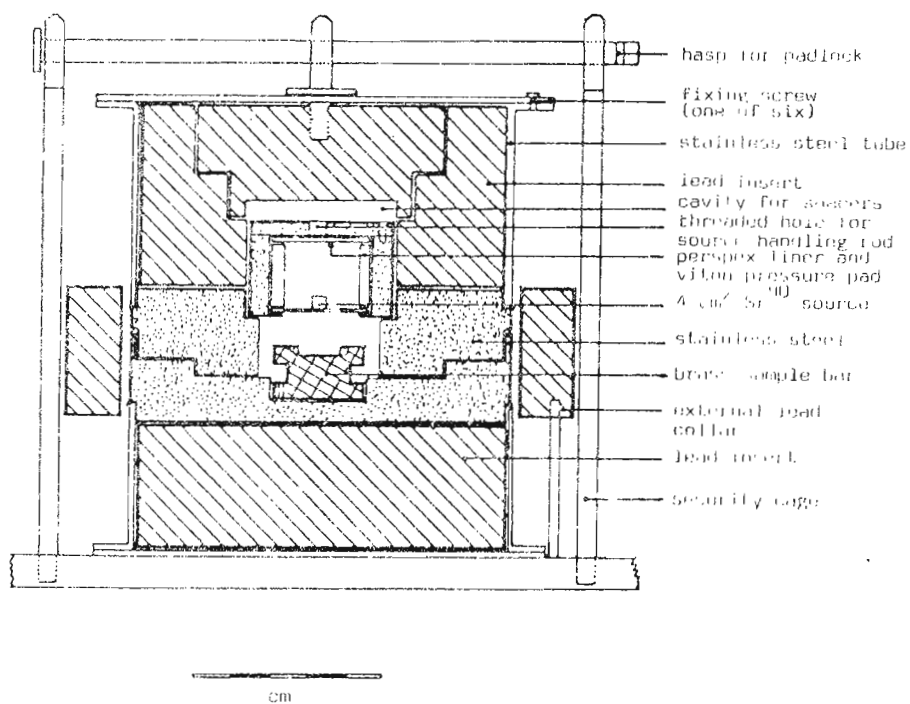 hasp for padlock
fixing screw
(one of six)
stainless steel tube
lead insert
cavity for spacers
threaded hole for
source handling rod
perspex liner and
viton pressure pad
source
stainless steel
sample bar
external lead
collar
lead insert
security cage
cm